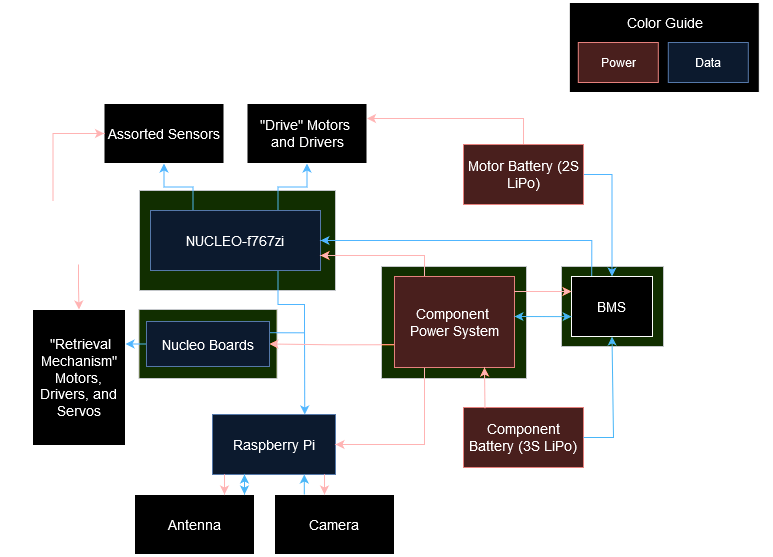 Color Guide
Power
Data
Assorted Sensors
"Drive" Motors
and Drivers
Motor Battery (2S
LiPo)
NUCLEO-f767zi
Component
Power System
BMS
"Retrieval
Mechanism"
Motors,
Drivers, and
Servos
Nucleo Boards
Raspberry Pi
Component
Battery (3S LiPo)
Antenna
Camera